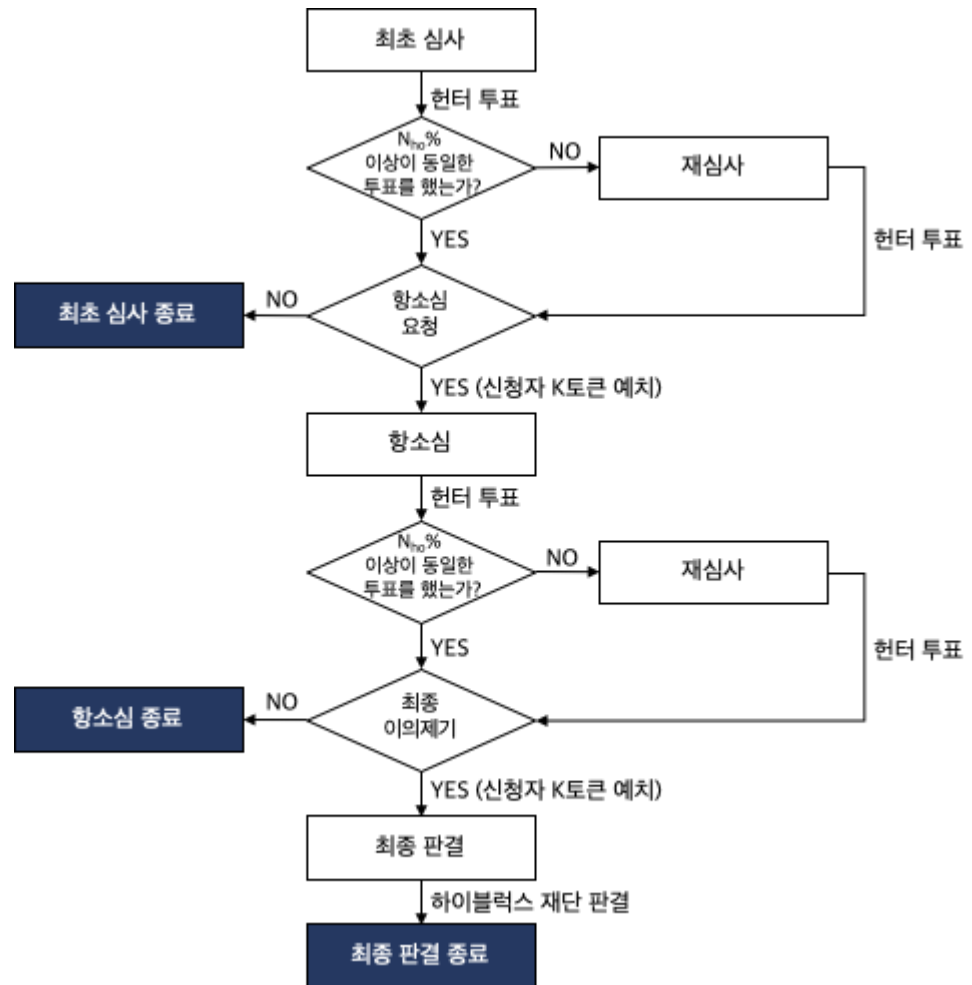 최초 심사
헌터 투표
N_ho%
이상이 동일한
투표를 했는가?
NO
재심사
헌터 투표
YES
항소심
요청
NO
최초 심사 종료
YES (신청자 K토큰 예치)
항소심
헌터 투표
N_ho%
이상이 동일한
투표를 했는가?
NO
재심사
헌터 투표
YES
최종
이의제기
NO
항소심 종료
YES (신청자 K토큰 예치)
최종 판결
하이블럭스 재단 판결
최종 판결 종료